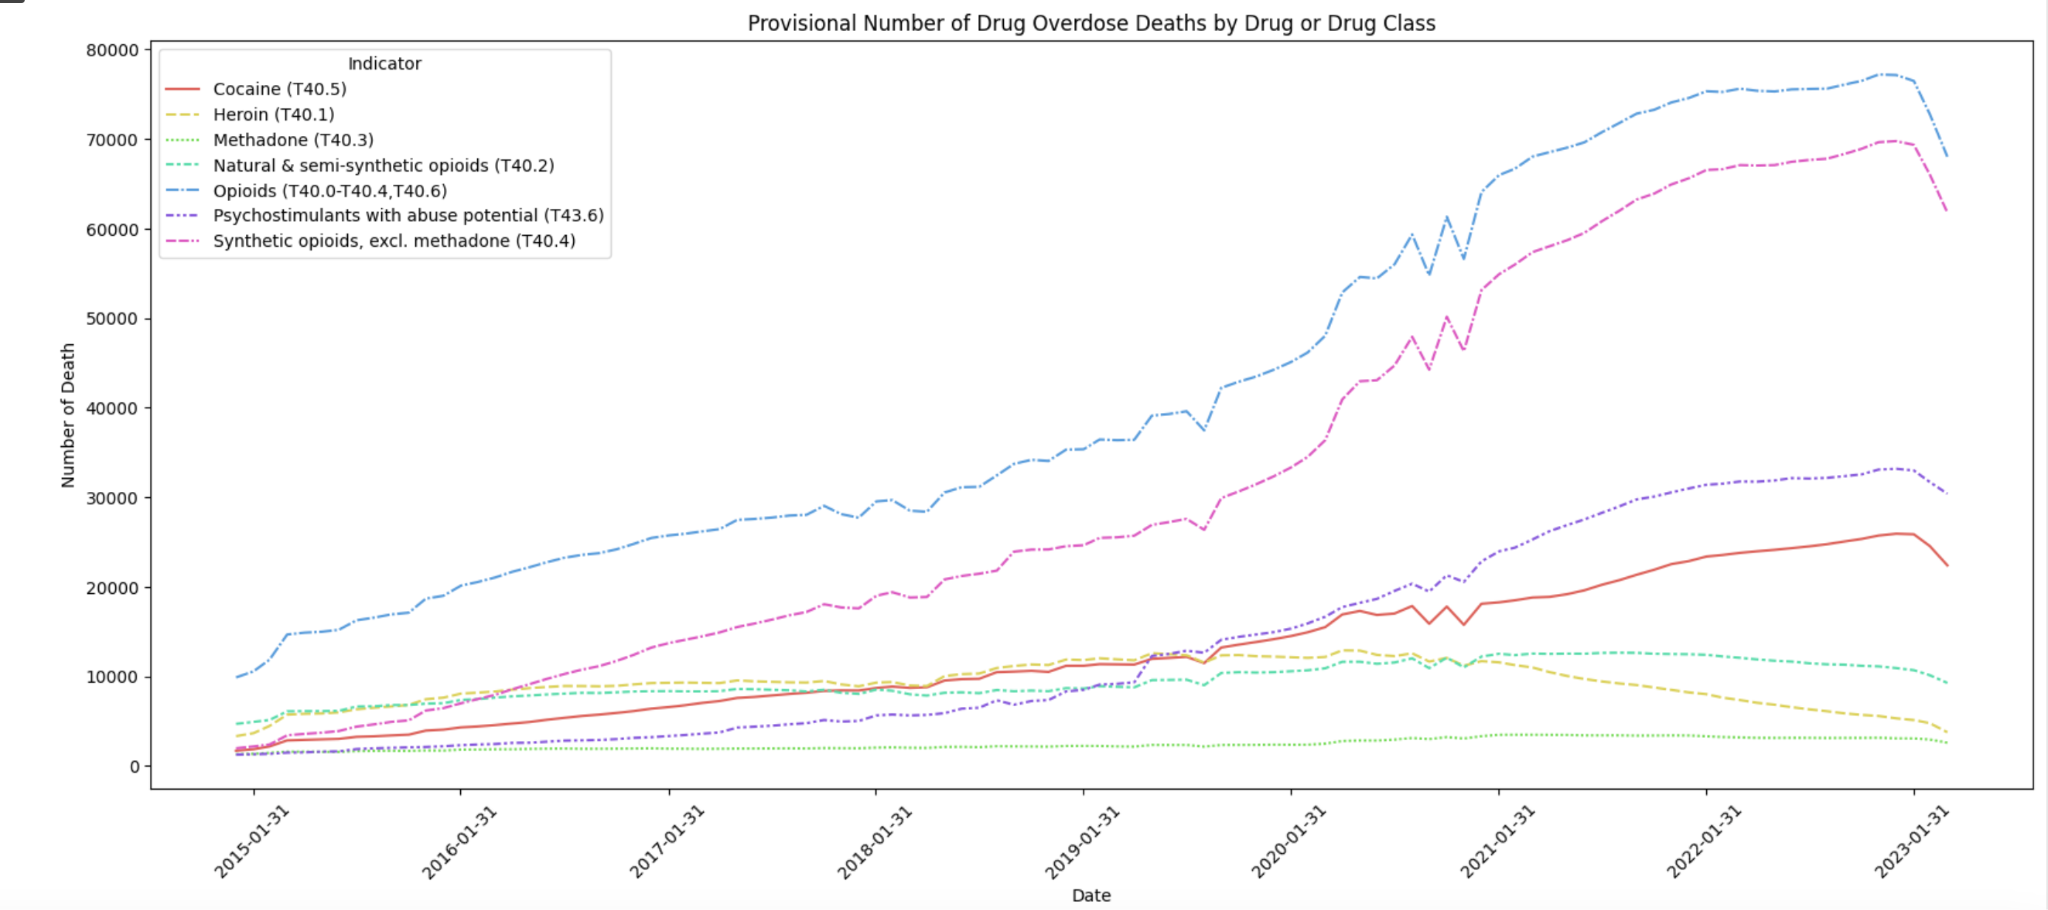 Provisional Number of Drug Overdose Deaths by Drug or Drug Class
80000
70000
60000
50000
40000
30000
20000
10000
0
Number of Death
Indicator
Cocaine (T40.5)
Heroin (T40.1)
Methadone (T40.3)
Natural & semi-synthetic opioids (T40.2)
Opioids (T40.0-T40.4,T40.6)
Psychostimulants with abuse potential (T43.6)
Synthetic opioids, excl. methadone (T40.4)
2015-01-31
2016-01-31
2017-01-31
2018-01-31
2019-01-31
2020-01-31
2021-01-31
2022-01-31
2023-01-31
Date